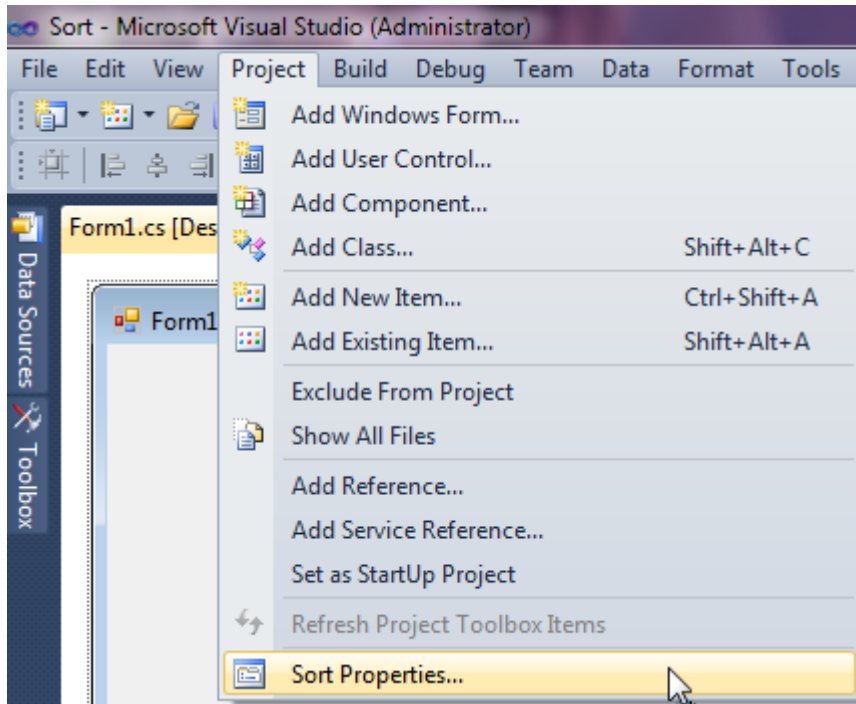 Sort - Microsoft Visual Studio (Administrator)
File Edit View Project Build Debug Team Data Format Tools
Add Windows Form...
Add User Control...
Add Component...
Form1.cs [Des
Add Class... Shift+Alt+C
Add New Item... Ctrl+Shift+A
Form1
Add Existing Item... Shift+Alt+A
Exclude From Project
Show All Files
Add Reference...
Add Service Reference...
Set as StartUp Project
Refresh Project Toolbox Items
Sort Properties...
Data Sources
Toolbox